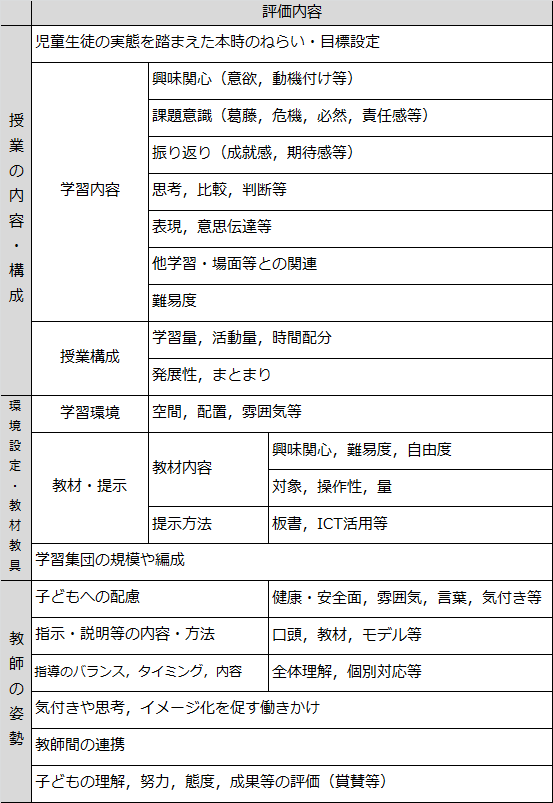 評価内容
授業の内容・構成
児童生徒の実態を踏まえた本時のねらい・目標設定
学習内容
興味関心（意欲，動機付け等）
課題意識（葛藤，危機，必然，責任感等）
振り返り（成就感，期待感等）
思考，比較，判断等
表現，意思伝達等
他学習・場面等との関連
難易度
授業構成
学習量，活動量，時間配分
発展性，まとまり
環境設定・教材教具
学習環境
空間，配置，雰囲気等
教材・提示
教材内容
興味関心，難易度，自由度
対象，操作性，量
提示方法
板書，ICT活用等
学習集団の規模や編成
教師の姿勢
子どもへの配慮
健康・安全面，雰囲気，言葉，気付き等
指示・説明等の内容・方法
口頭，教材，モデル等
指導のバランス，タイミング，内容
全体理解，個別対応等
気付きや思考，イメージ化を促す働きかけ
教師間の連携
子どもの理解，努力，態度，成果等の評価（賞賛等）